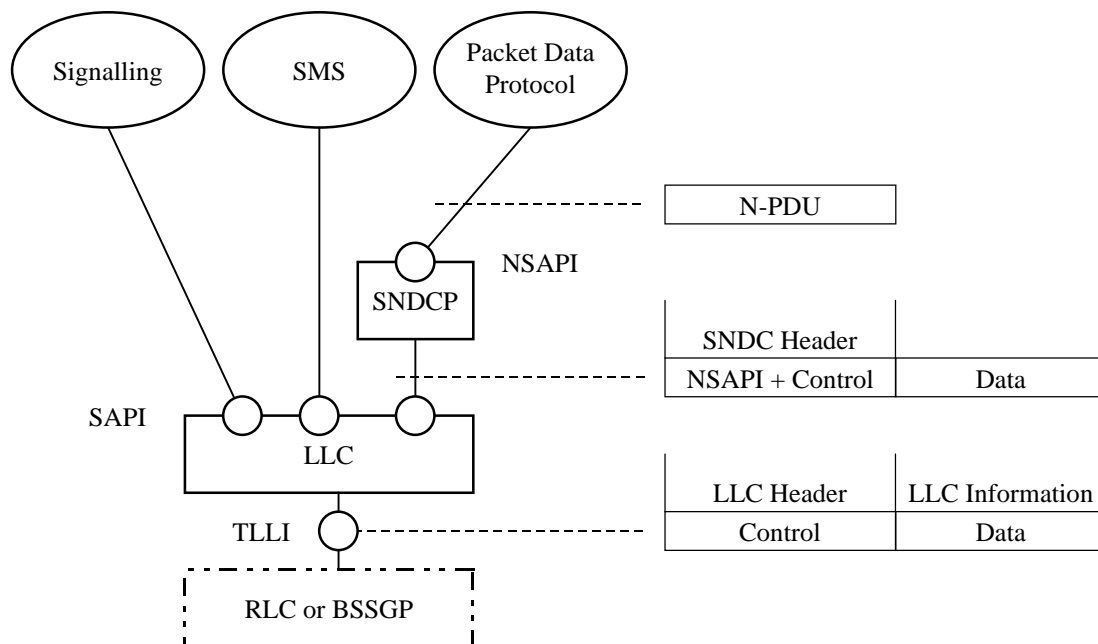 Signalling
SMS
Packet Data
Protocol
N-PDU
NSAPI
SNDCP
SNDC Header
NSAPI + Control
Data
SAPI
LLC
LLC Header
LLC Information
Control
Data
TLLI
RLC or BSSGP